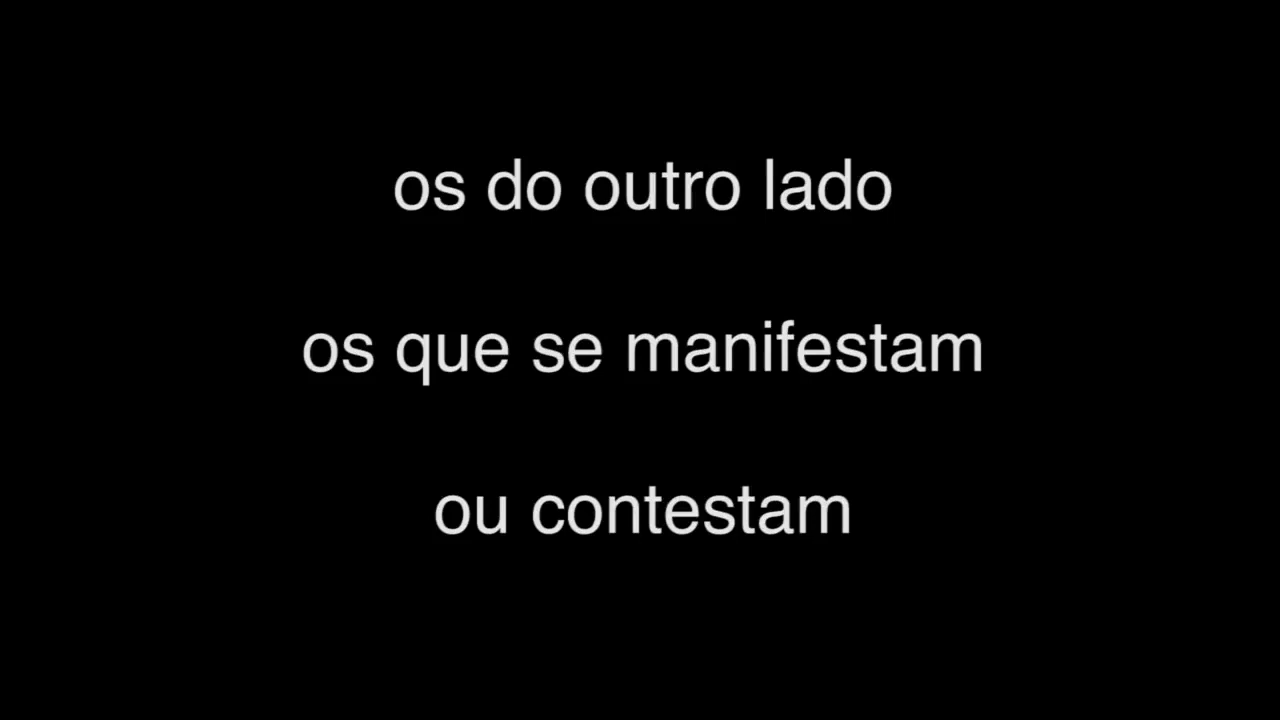 os do outro lado
os que se manifestam
ou contestam